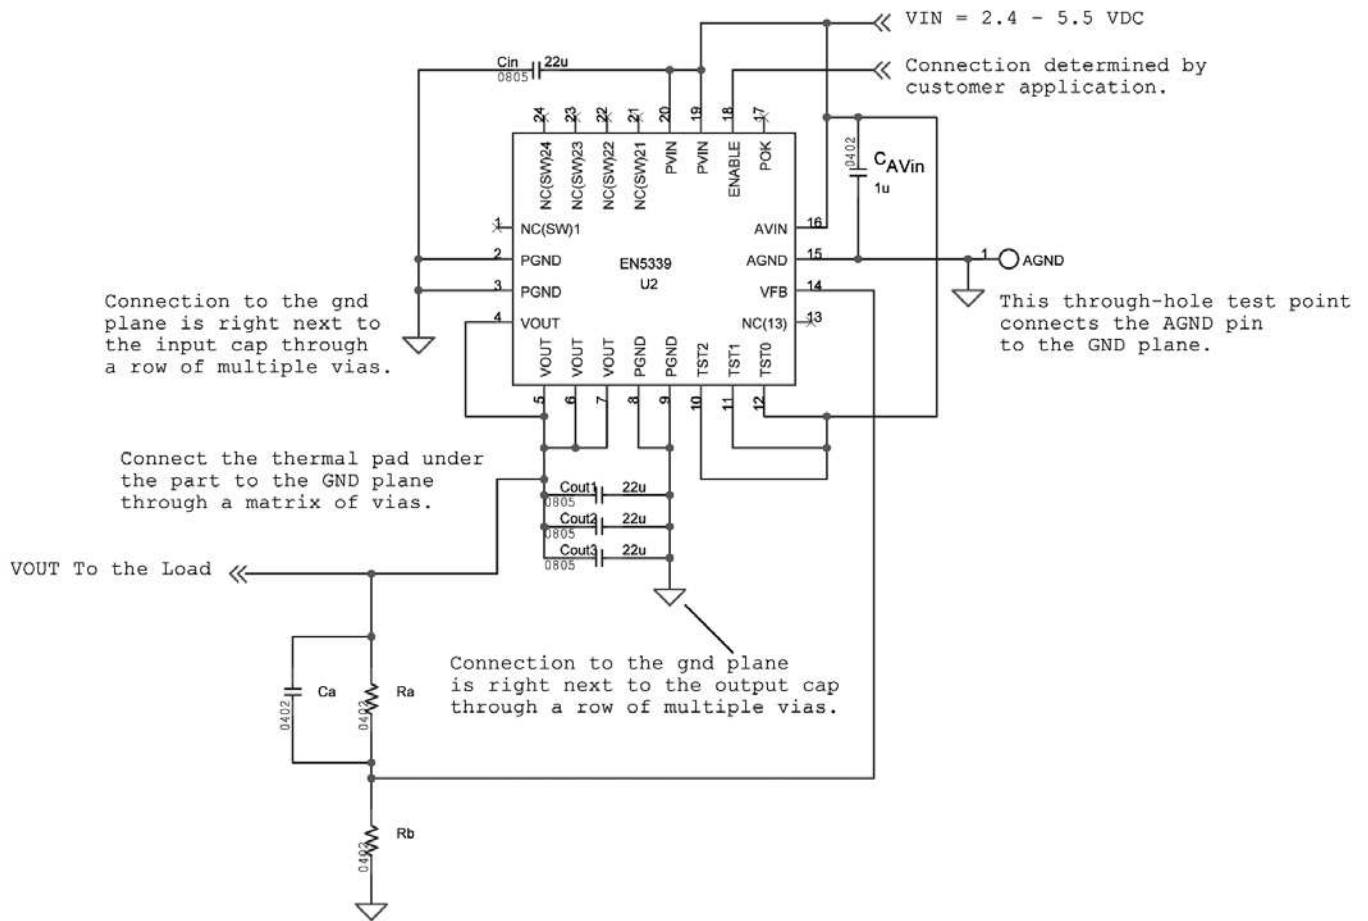 VIN = 2.4 - 5.5 VDC
Cin
22u
0805
Connection determined by
customer application.
24
23
22
21
20
19
18
17
NC(SW)24
NC(SW)23
NC(SW)22
NC(SW)21
PVIN
PVIN
ENABLE
POK
0402
CAVin
1u
1
NC(SW)1
AVIN
16
2
PGND
EN5339
AGND
15
1
AGND
U2
3
PGND
VFB
14
4
VOUT
NC(13)
13
Connection to the gnd
plane is right next to
the input cap through
a row of multiple vias.
This through-hole test point
connects the AGND pin
to the GND plane.
VOUT
VOUT
VOUT
PGND
PGND
TST2
TST1
TST0
5
6
7
8
9
10
11
12
Connect the thermal pad under
the part to the GND plane
through a matrix of vias.
Cout1
22u
0805
Cout2
22u
0805
Cout3
22u
0805
VOUT To the Load
Connection to the gnd plane
is right next to the output cap
through a row of multiple vias.
Ca
0402
Ra
0402
Rb
0402